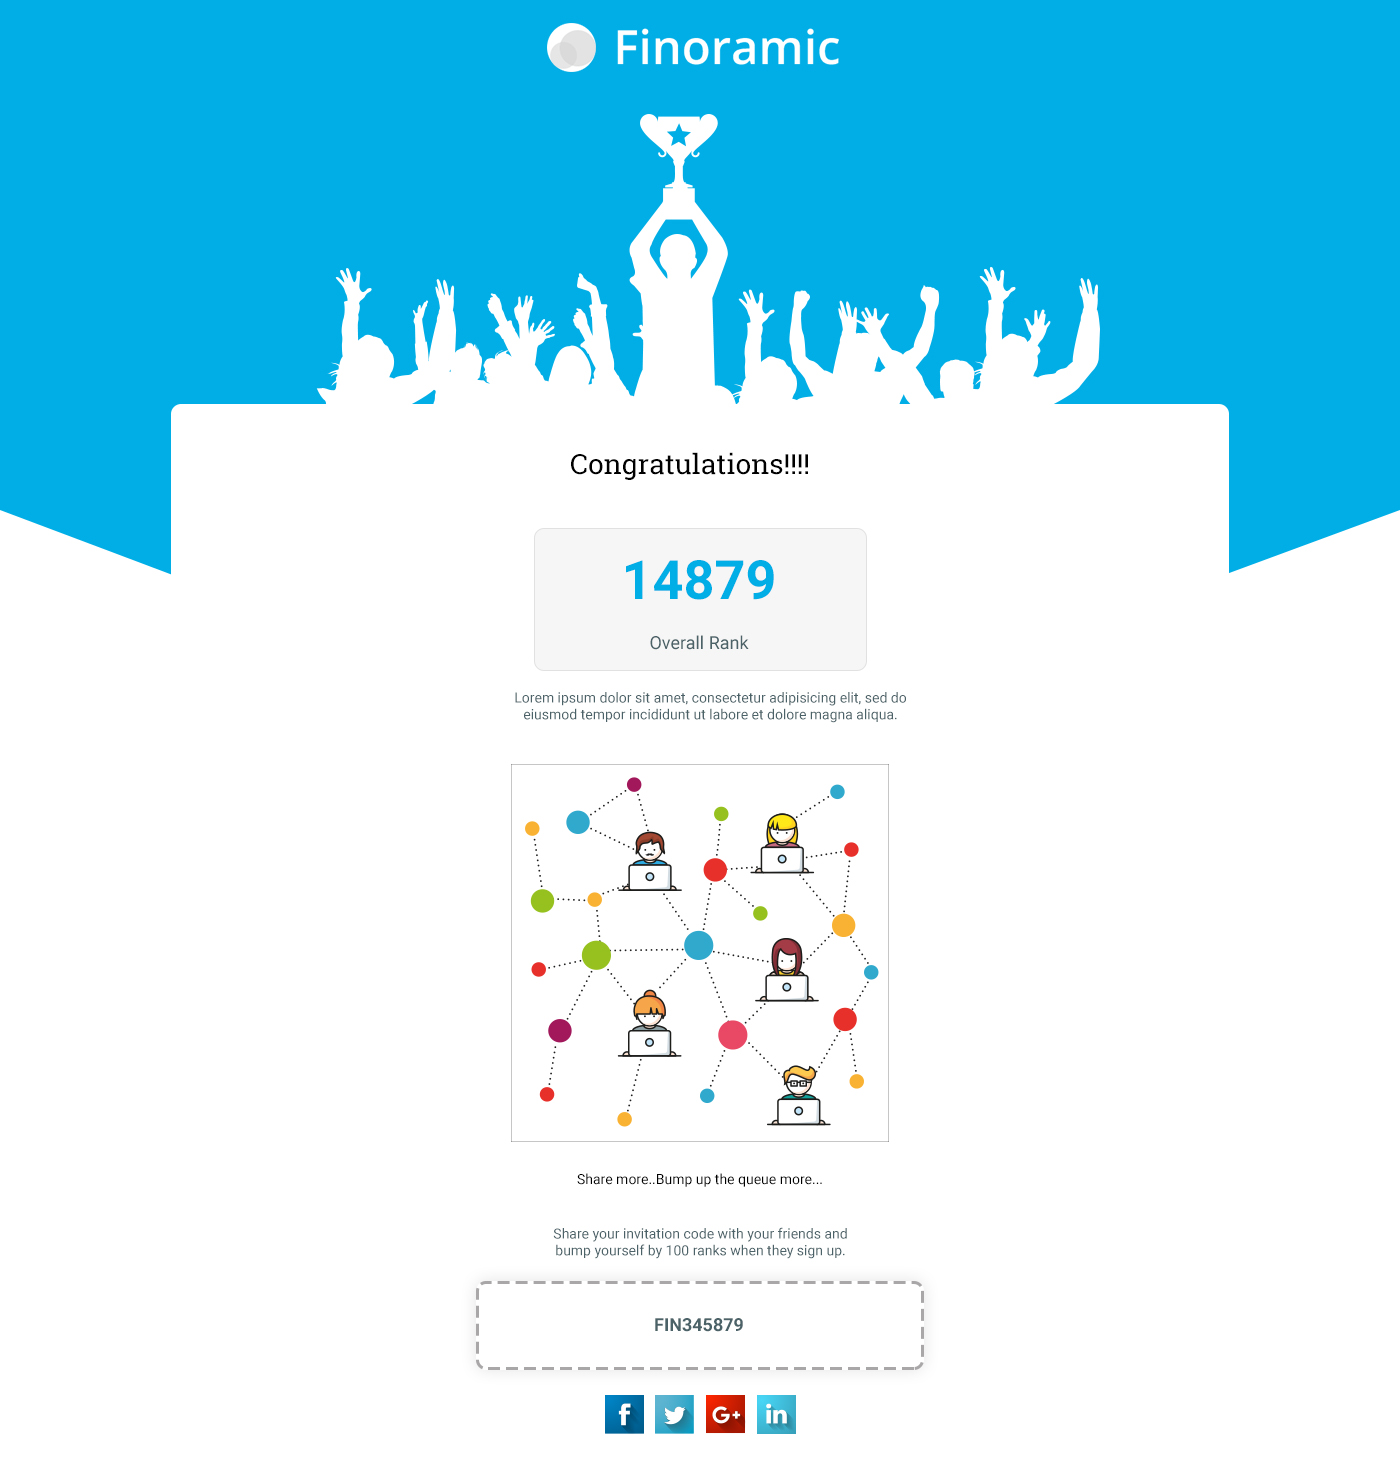 Finoramic
Congratulations!!!!
14879
Overall Rank
Lorem ipsum dolor sit amet, consectetur adipisicing elit, sed do
eiusmod tempor incididunt ut labore et dolore magna aliqua.
Share more..Bump up the queue more...
Share your invitation code with your friends and
bump yourself by 100 ranks when they sign up.
FIN345879
f
G+
in